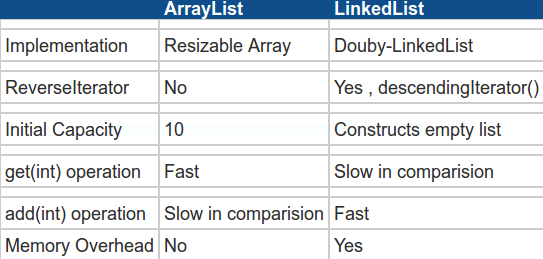 ArrayList LinkedList
Implementation Resizable Array Douby-LinkedList
ReverseIterator No Yes , descendingIterator()
Initial Capacity 10 Constructs empty list
get(int) operation Fast Slow in comparision
add(int) operation Slow in comparision Fast
Memory Overhead No Yes